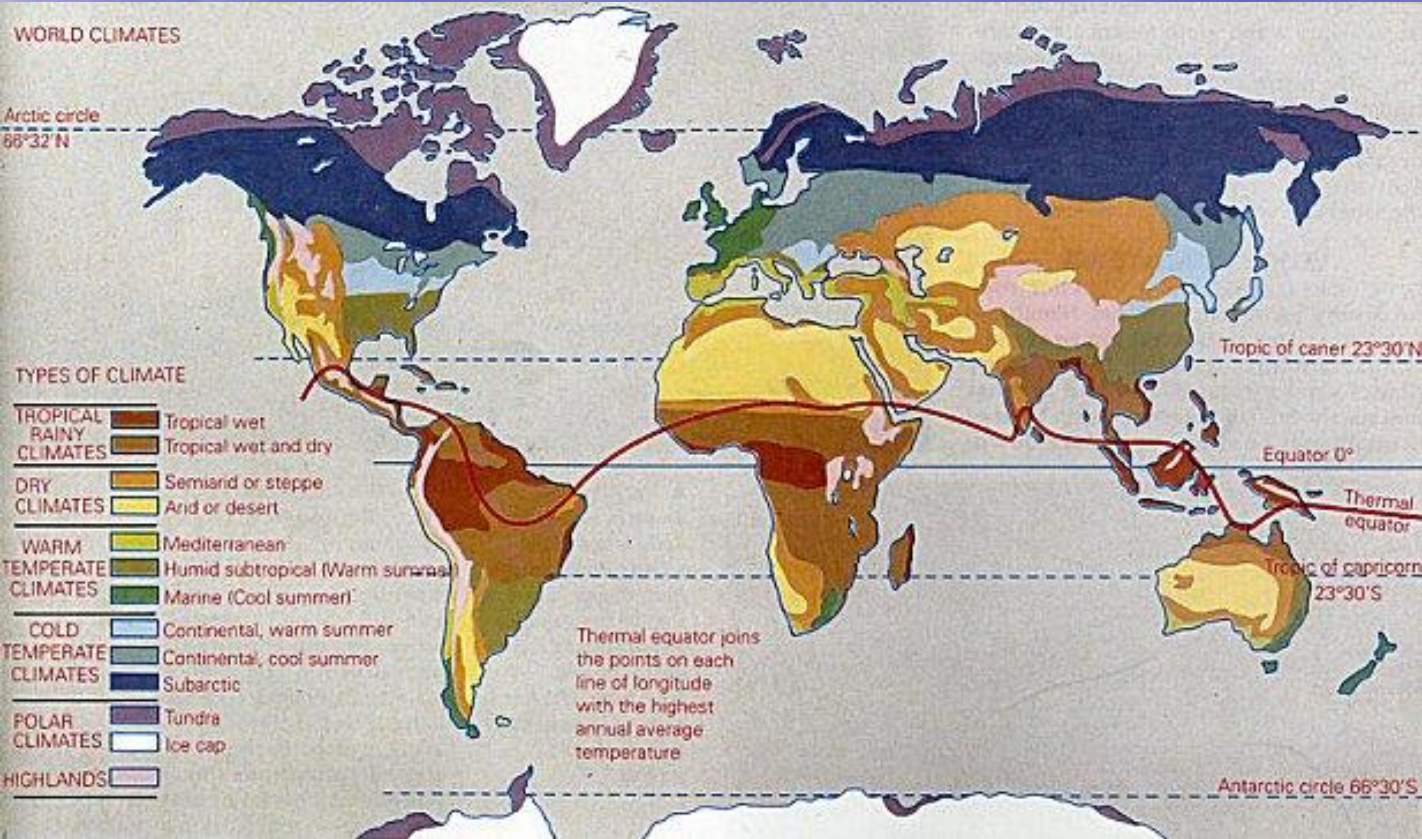 WORLD CLIMATES
Arctic circle
66°32'N
Tropic of caner 23°30'N
TYPES OF CLIMATE
TROPICAL
RAINY
CLIMATES
Tropical wet
Tropical wet and dry
DRY
CLIMATES
Semiarid or steppe
Arid or desert
WARM
TEMPERATE
CLIMATES
Mediterranean
Humid subtropical (Warm summer)
Marine (Cool summer)
COLD
TEMPERATE
CLIMATES
Continental, warm summer
Continental, cool summer
Subarctic
POLAR
CLIMATES
Tundra
Ice cap
HIGHLANDS
Equator 0°
Thermal
equator
Tropic of capricorn
23°30'S
Thermal equator joins
the points on each
line of longitude
with the highest
annual average
temperature
Antarctic circle 66°30'S